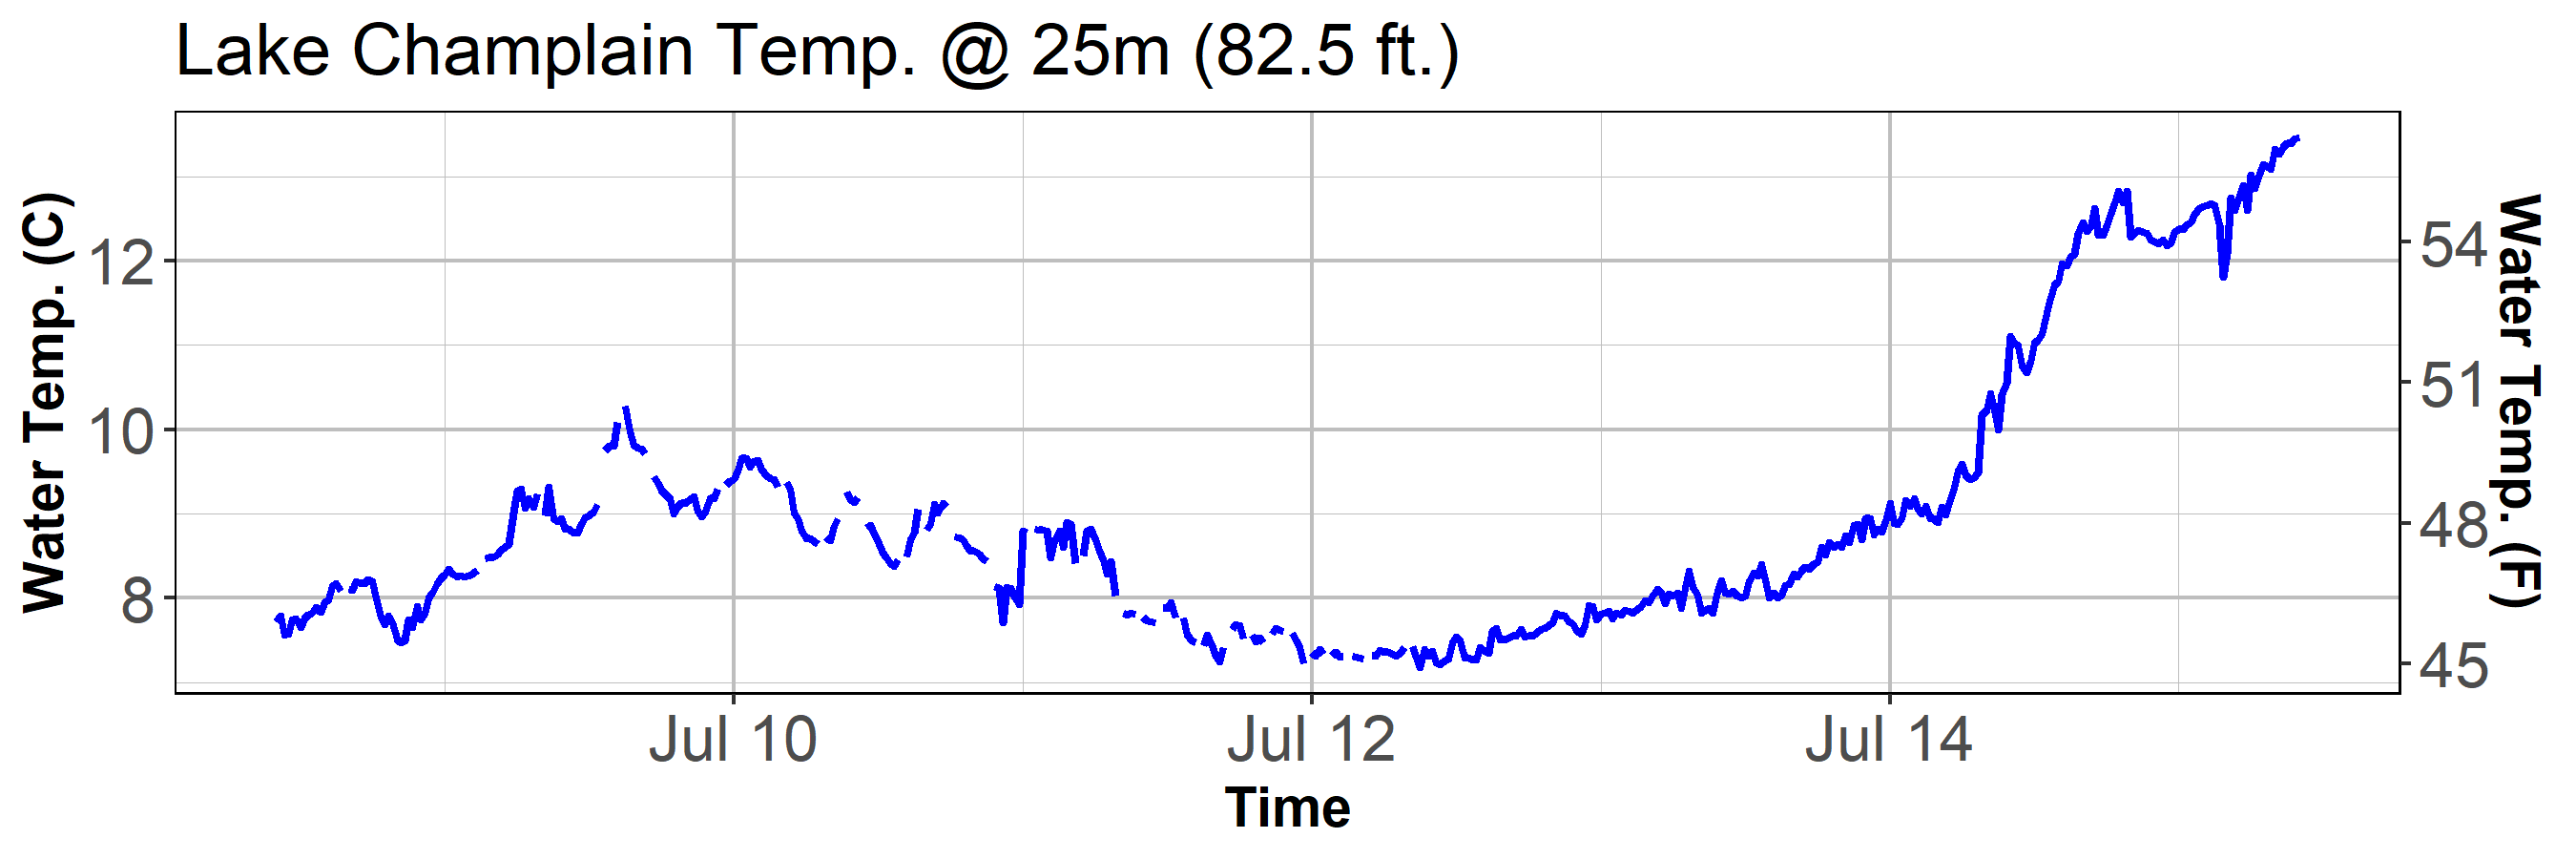 Lake Champlain Temp. @ 25m (82.5 ft.)
Water Temp. (C)
12
10
8
54
51
48
45
Water Temp. (F)
Jul 10
Jul 12
Jul 14
Time